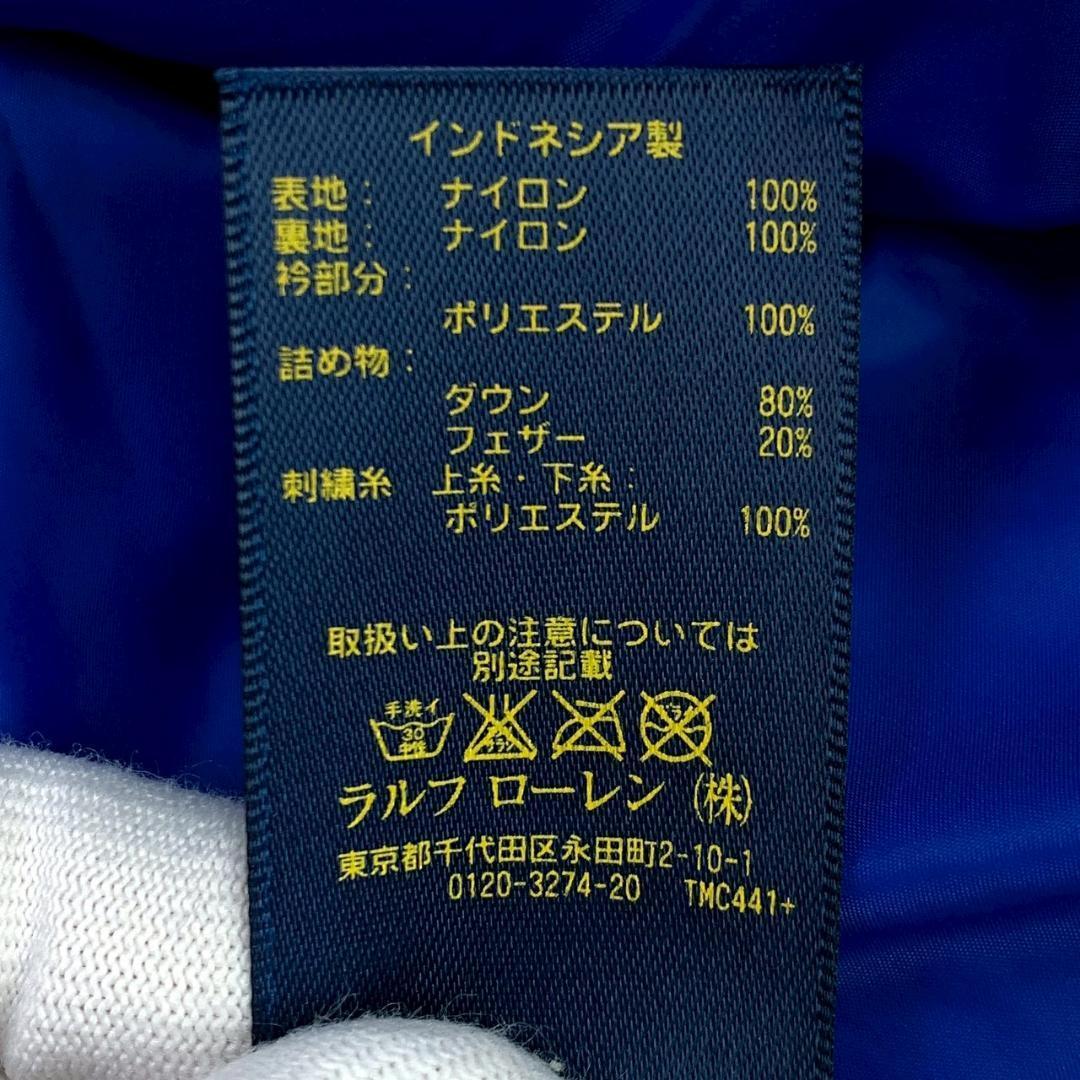 インドネシア製
表地： ナイロン 100%
裏地： ナイロン 100%
衿部分：
ポリエステル 100%
詰め物：
ダウン 80%
フェザー 20%
刺繍糸 上糸・下糸：
ポリエステル 100%
取扱い上の注意については
別途記載
手洗イ
30
中性
ラルフ ローレン (株)
東京都千代田区永田町2-10-1
0120-3274-20 TMC441+